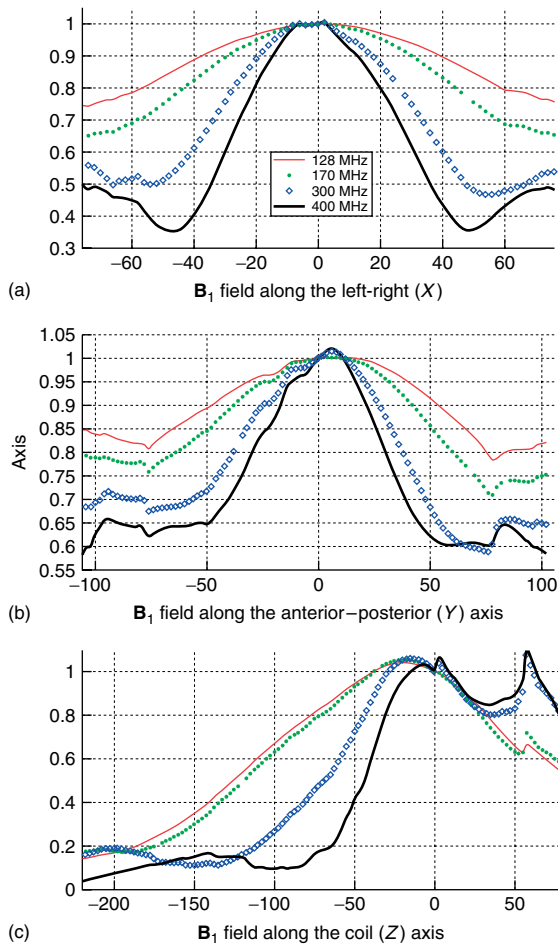 1
0.9
0.8
0.7
0.6
0.5
0.4
0.3
128 MHz
170 MHz
300 MHz
400 MHz
−60 −40 −20 0 20 40 60
(a) B1 field along the left-right (X)
1.05
1
0.95
0.9
0.85
0.8
0.75
0.7
0.65
0.6
0.55
Axis
−100 −50 0 50 100
(b) B1 field along the anterior−posterior (Y) axis
1
0.8
0.6
0.4
0.2
0
−200 −150 −100 −50 0 50
(c) B1 field along the coil (Z) axis